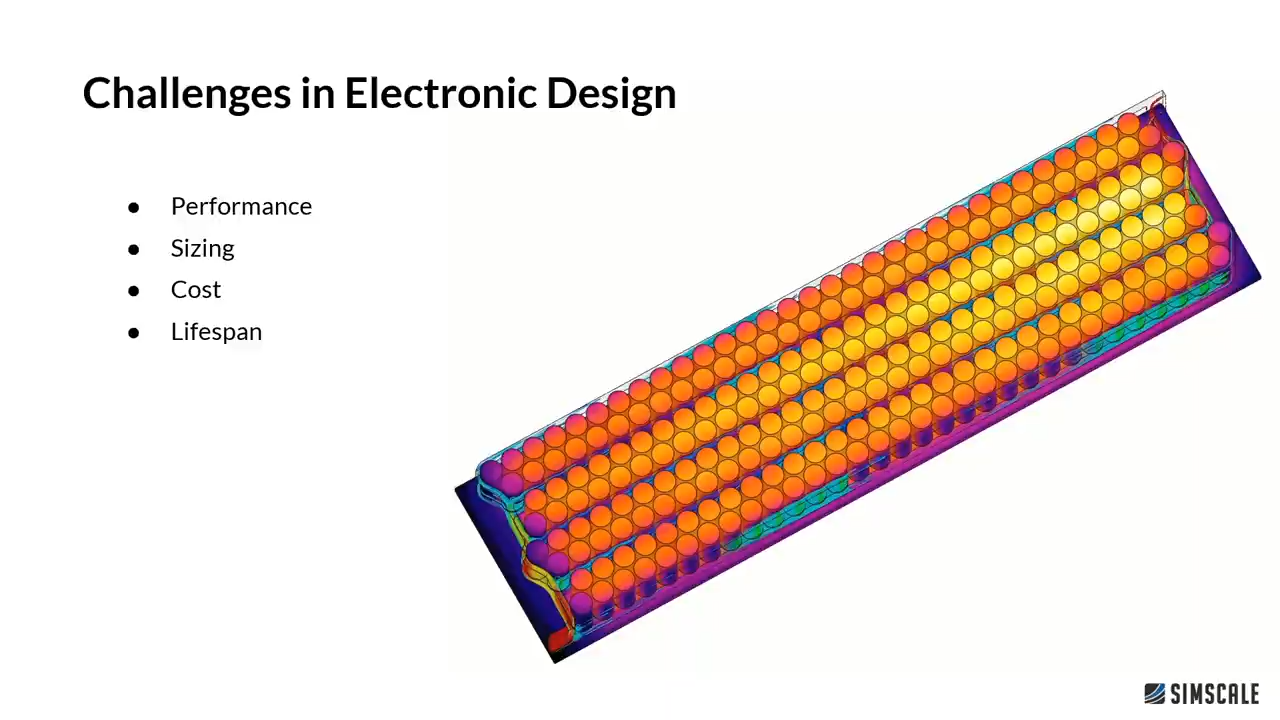 Challenges in Electronic Design
● Performance
● Sizing
● Cost
● Lifespan
SIMSCALE